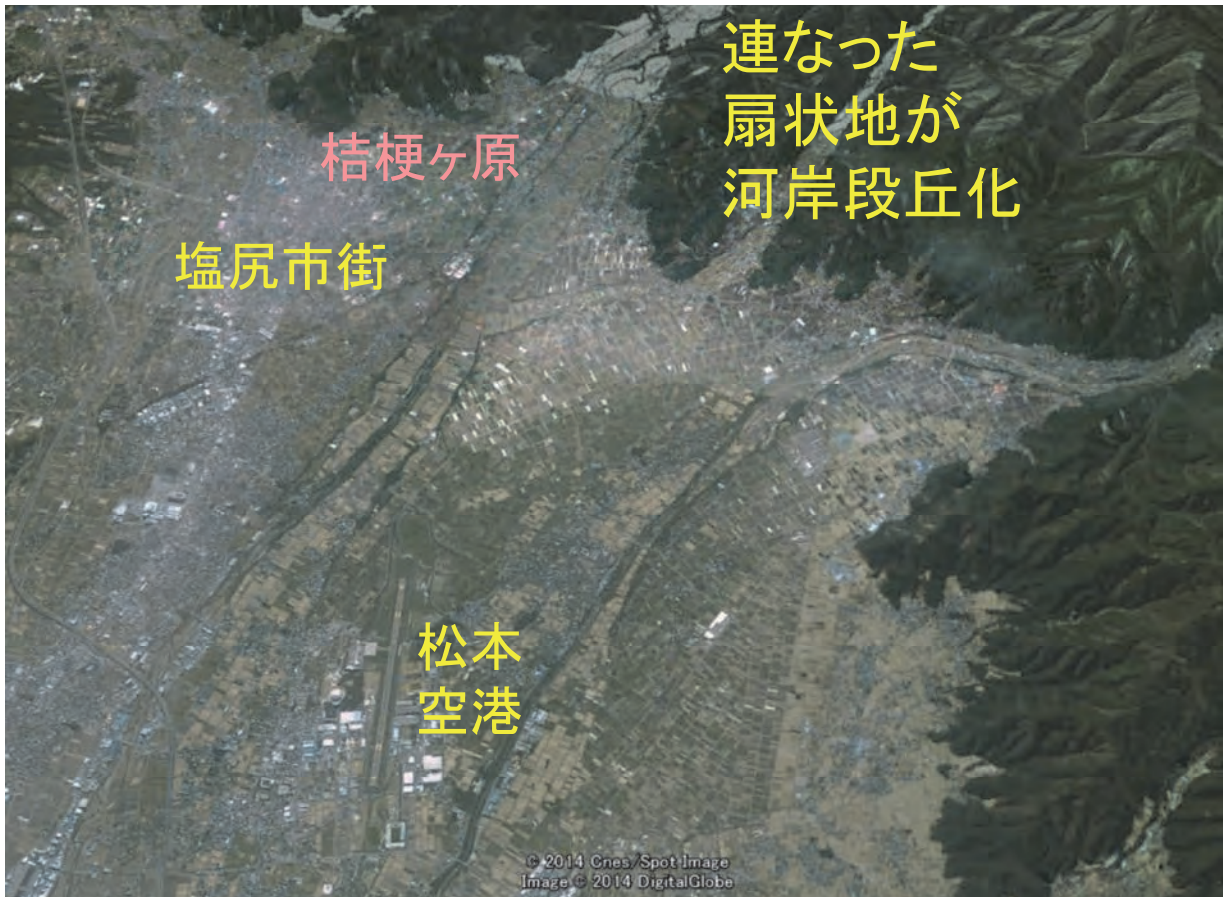 連なった
扇状地が
河岸段丘化
桔梗ヶ原
塩尻市街
松本
空港
© 2014 Cnes/Spot Image
Image © 2014 DigitalGlobe